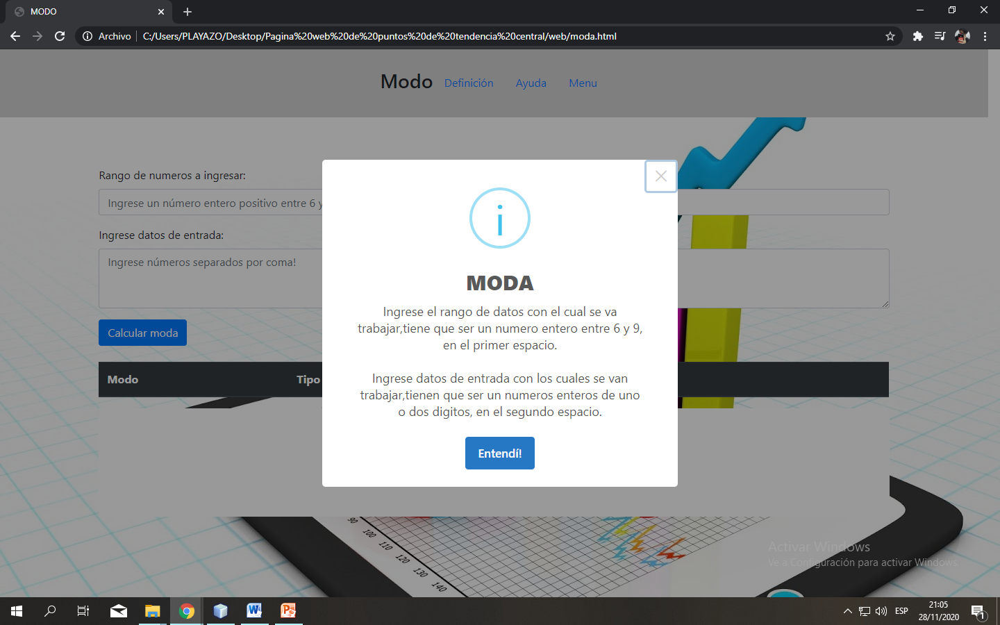 MODO
Archivo
C:/Users/PLAYAZO/Desktop/Pagina%20web%20de%20puntos%20de%20tendencia%20central/web/moda.html
Modo Definición Ayuda Menu
Rango de numeros a ingresar:
Ingrese un número entero positivo entre 6 y
Ingrese datos de entrada:
Ingrese números separados por coma!
Calcular moda
Modo Tipo
i
MODA
Ingrese el rango de datos con el cual se va
trabajar,tiene que ser un numero entero entre 6 y 9,
en el primer espacio.
Ingrese datos de entrada con los cuales se van
trabajar,tienen que ser un numeros enteros de uno
o dos digitos, en el segundo espacio.
Entendí!
90
100
110
120
130
140
Activar Windows
Ve a Configuración para activar Windows.
W
P
ESP
21:05
28/11/2020
1